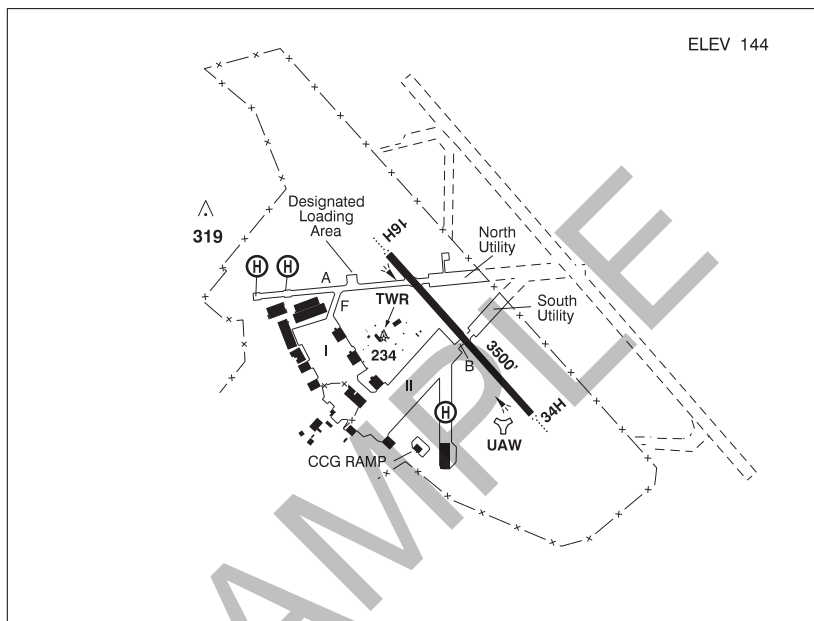 ELEV 144
319
Designated
Loading
Area
16H
North
Utility
H H
A
F
TWR
South
Utility
I
234
3500'
B
II
34H
H
UAW
CCG RAMP
AMPLE